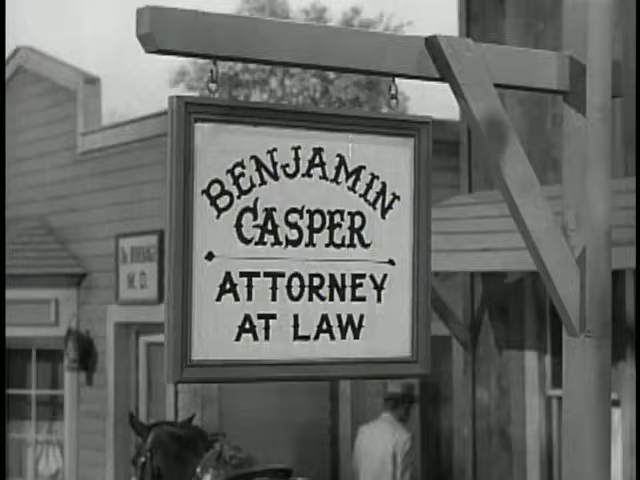 BENJAMIN
CASPER
ATTORNEY
AT LAW
M.D.